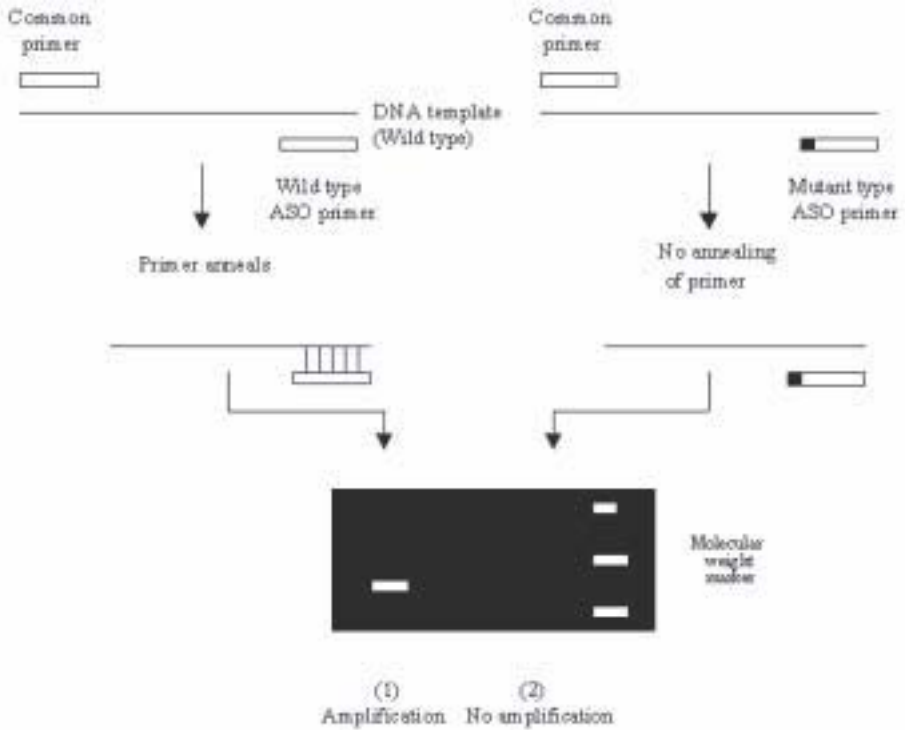 Common
primer
Common
primer
DNA template
(Wild type)
Wild type
ASO primer
Mutant type
ASO primer
Primer anneals
No annealing
of primer
Molecular
weight
marker
(1)
Amplification
(2)
No amplification